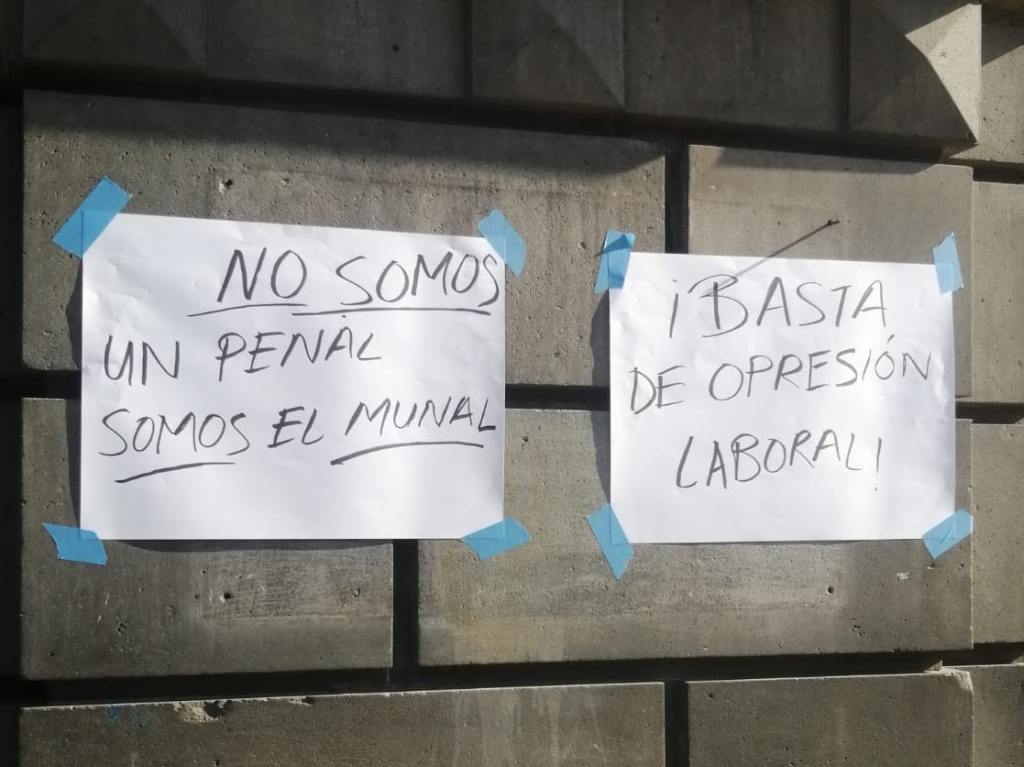 NO SOMOS
UN PENAL
SOMOS EL MUNAL
¡BASTA
DE OPRESIÓN
LABORAL!